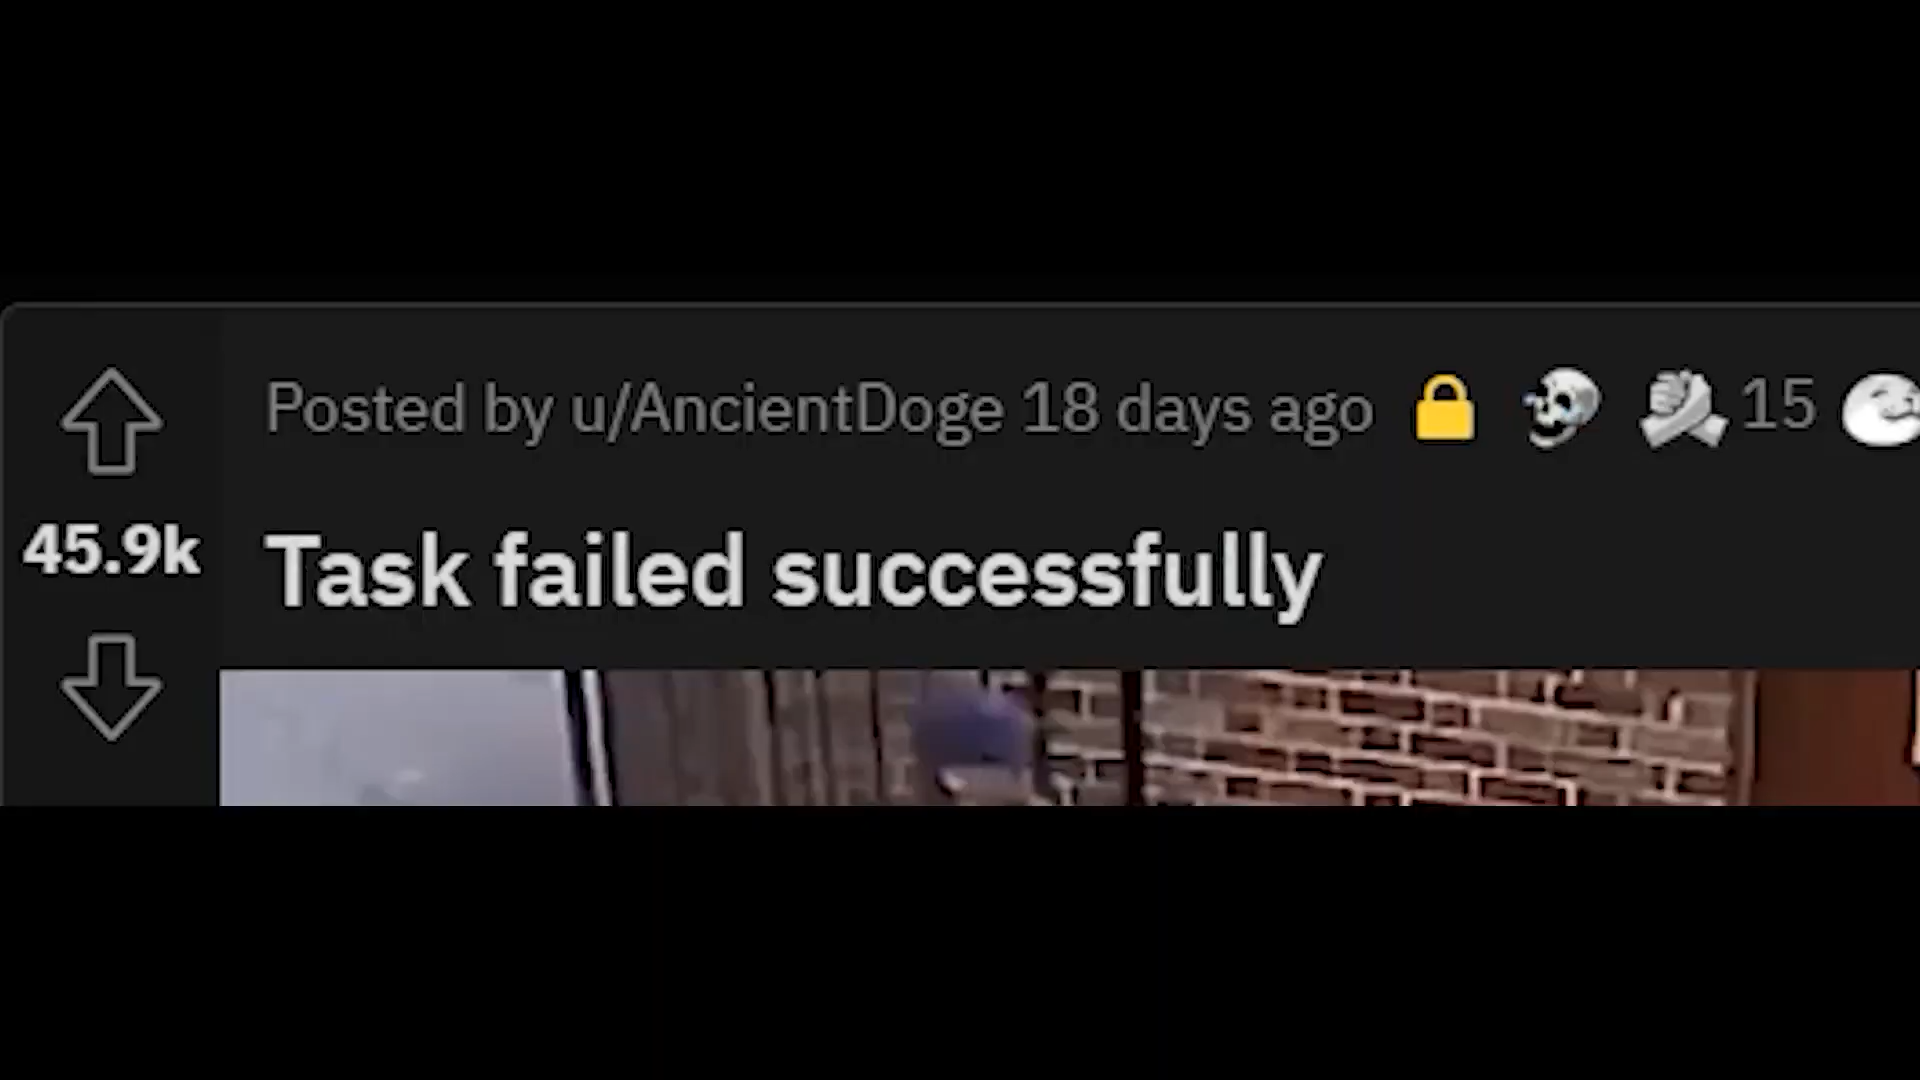 Posted by u/AncientDoge 18 days ago 15
45.9k
Task failed successfully